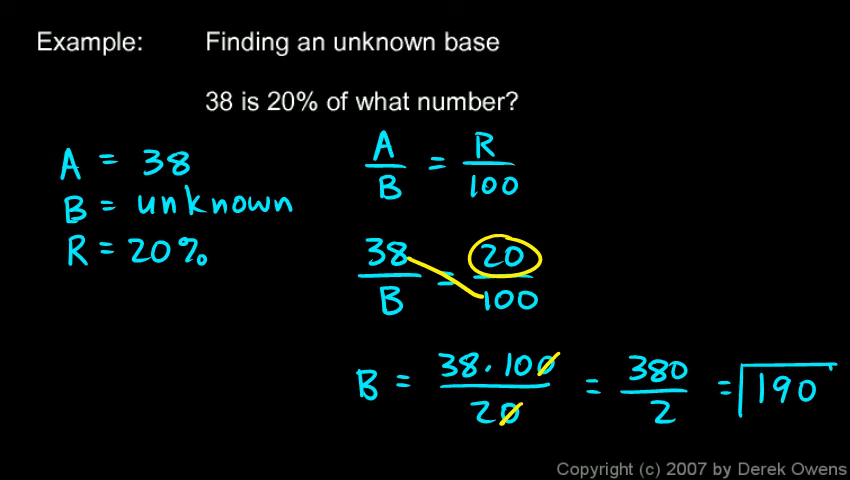 Example: Finding an unknown base
38 is 20% of what number?
A = 38
B = unknown
R = 20%
A/B = R/100
38/B = 20/100
B = 38·100/20 = 380/2 = 190
Copyright (c) 2007 by Derek Owens